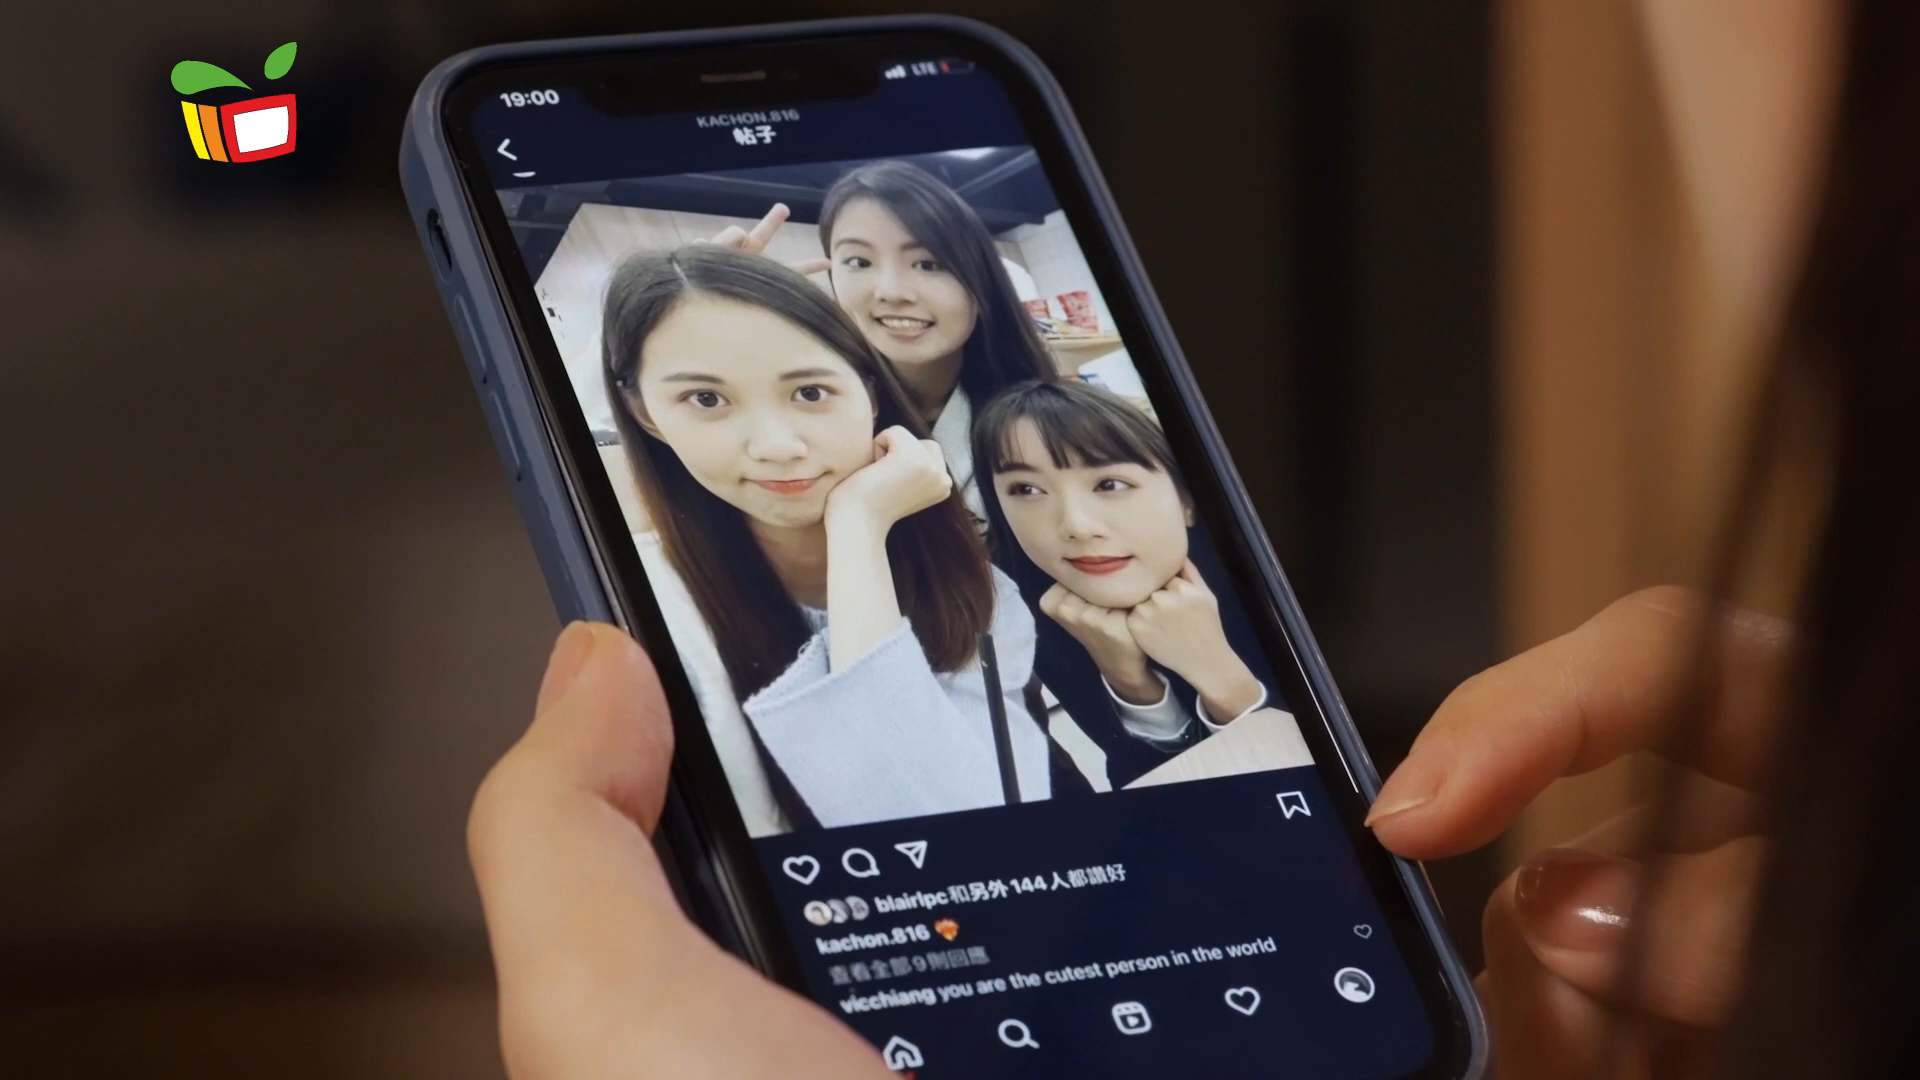 19:00
LTE
KACHON.816
帖子
blairlpc和另外144人都讚好
kachon.816
查看全部9則回應
vicchiang you are the cutest person in the world